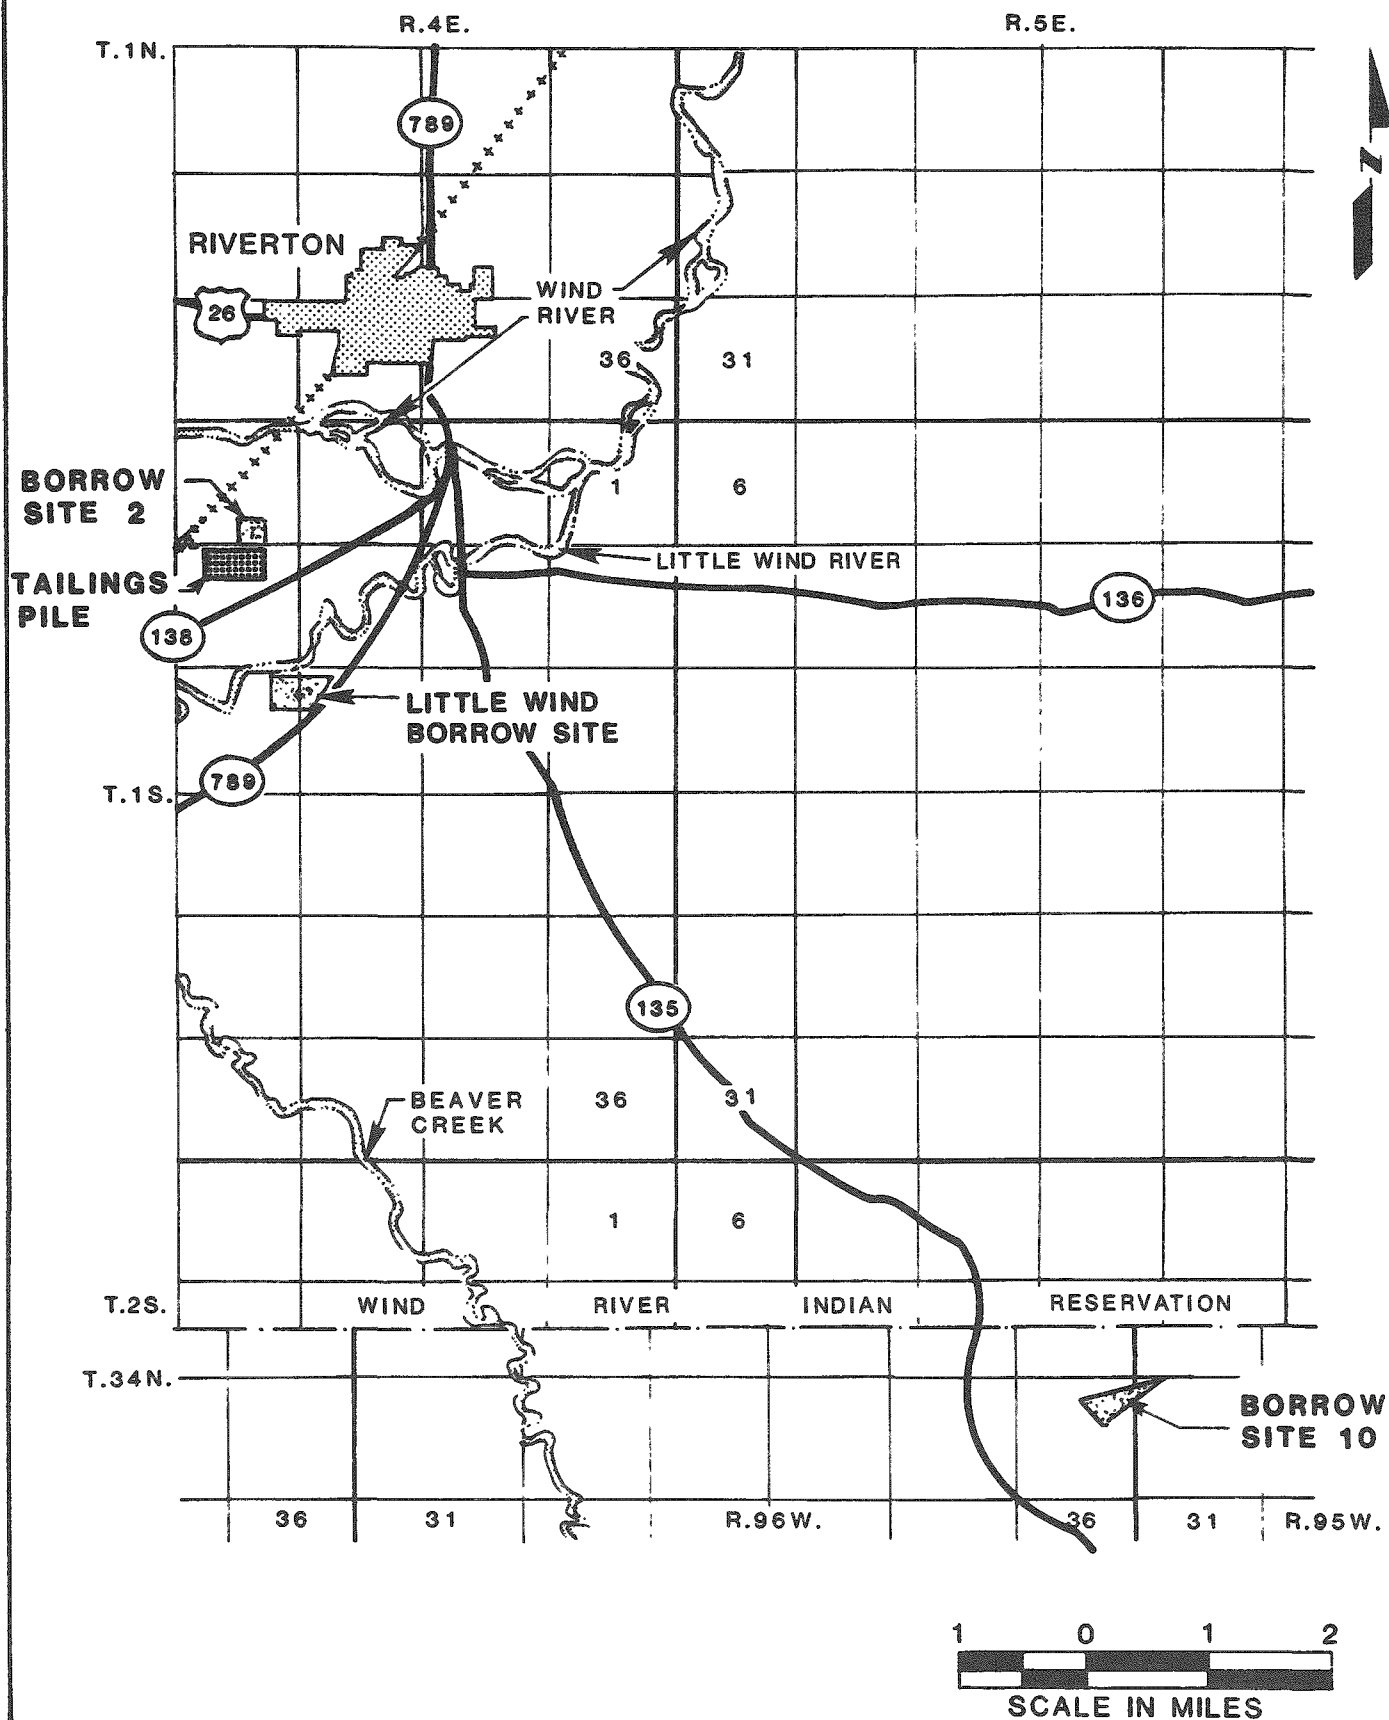 R.4E.
R.5E.
T.1N.
789
N
RIVERTON
26
WIND
RIVER
36
31
BORROW
SITE 2
1
6
LITTLE WIND RIVER
TAILINGS
PILE
136
138
LITTLE WIND
BORROW SITE
789
T.1S.
135
36
31
BEAVER
CREEK
1
6
T.2S.
WIND RIVER INDIAN RESERVATION
T.34N.
BORROW
SITE 10
36
31
R.96W.
36
31
R.95W.
1 0 1 2
SCALE IN MILES